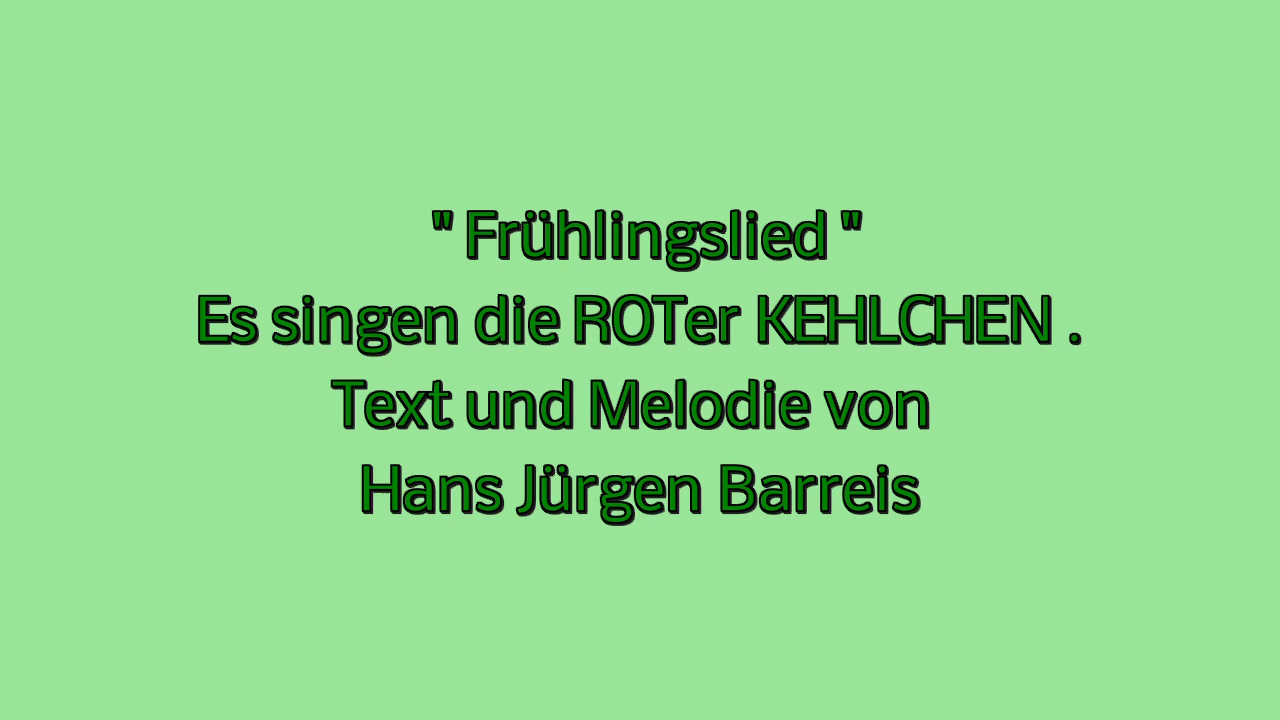 " Frühlingslied "
Es singen die ROTer KEHLCHEN .
Text und Melodie von
Hans Jürgen Barreis